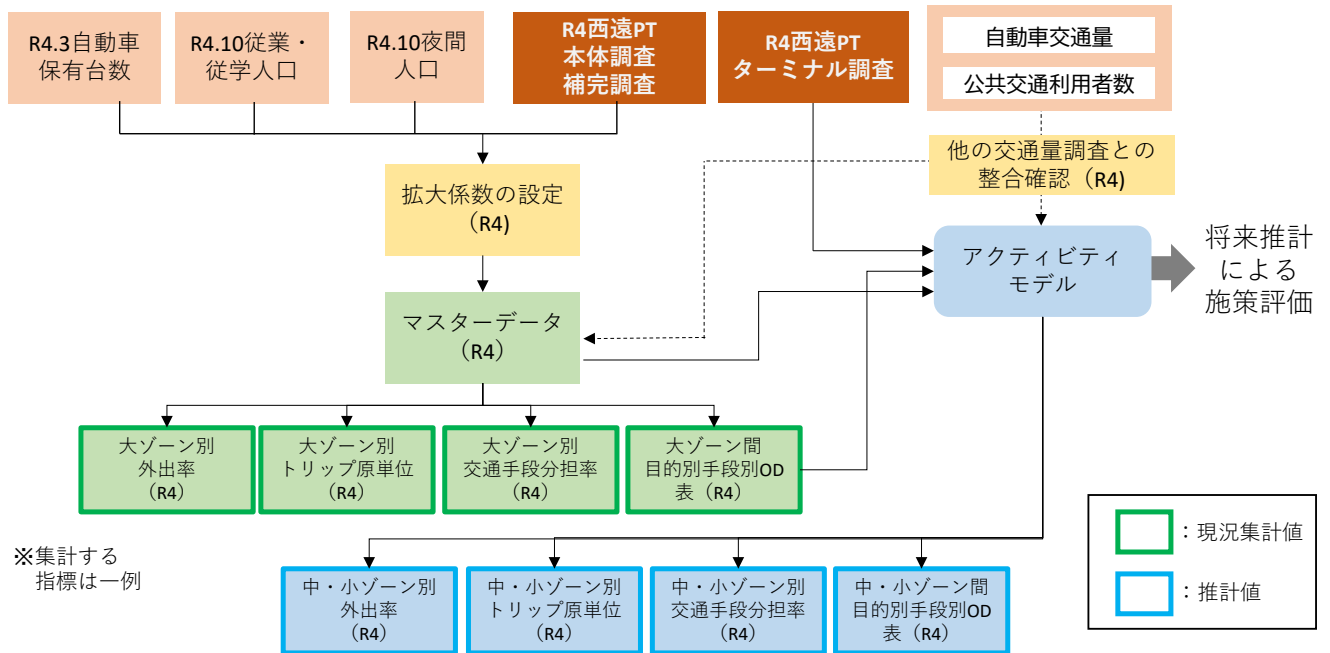 R4.3自動車
保有台数
R4.10従業・
従学人口
R4.10夜間
人口
R4西遠PT
本体調査
補完調査
R4西遠PT
ターミナル調査
自動車交通量
公共交通利用者数
他の交通量調査との
整合確認（R4)
拡大係数の設定
（R4)
アクティビティ
モデル
将来推計
による
施策評価
マスターデータ
（R4）
大ゾーン別
外出率
（R4）
大ゾーン別
トリップ原単位
（R4）
大ゾーン別
交通手段分担率
（R4）
大ゾーン間
目的別手段別OD
表（R4）
※集計する
指標は一例
：現況集計値
：推計値
中・小ゾーン別
外出率
（R4）
中・小ゾーン別
トリップ原単位
（R4）
中・小ゾーン別
交通手段分担率
（R4）
中・小ゾーン間
目的別手段別OD
表（R4）